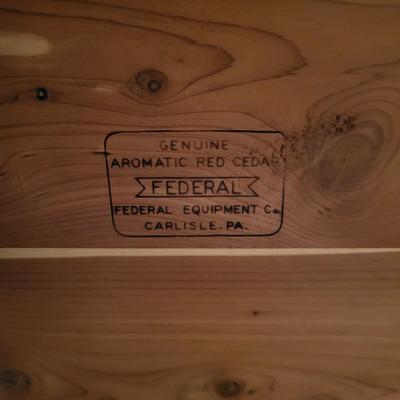 GENUINE
AROMATIC RED CEDAR
FEDERAL
FEDERAL EQUIPMENT Co.
CARLISLE, PA.